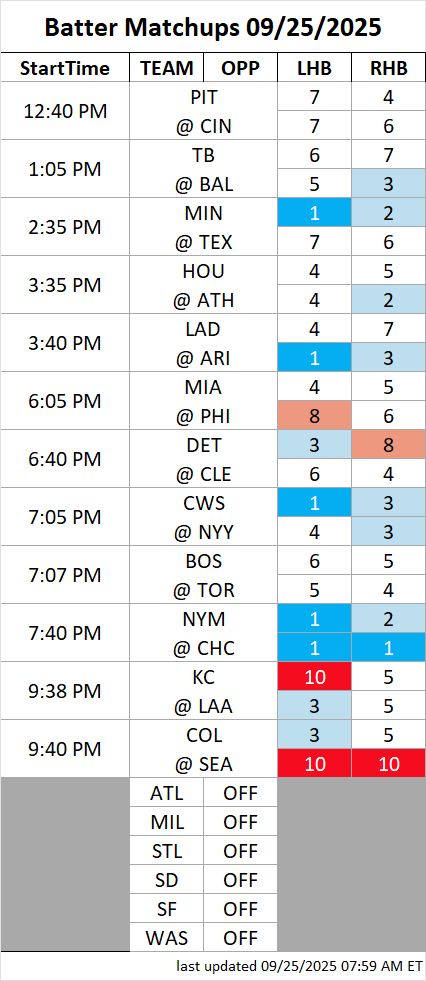 Batter Matchups 09/25/2025
StartTime TEAM OPP LHB RHB
12:40 PM PIT 7 4
@ CIN 7 6
1:05 PM TB 6 7
@ BAL 5 3
2:35 PM MIN 1 2
@ TEX 7 6
3:35 PM HOU 4 5
@ ATH 4 2
3:40 PM LAD 4 7
@ ARI 1 3
6:05 PM MIA 4 5
@ PHI 8 6
6:40 PM DET 3 8
@ CLE 6 4
7:05 PM CWS 1 3
@ NYY 4 3
7:07 PM BOS 6 5
@ TOR 5 4
7:40 PM NYM 1 2
@ CHC 1 1
9:38 PM KC 10 5
@ LAA 3 5
9:40 PM COL 3 5
@ SEA 10 10
ATL OFF
MIL OFF
STL OFF
SD OFF
SF OFF
WAS OFF
last updated 09/25/2025 07:59 AM ET